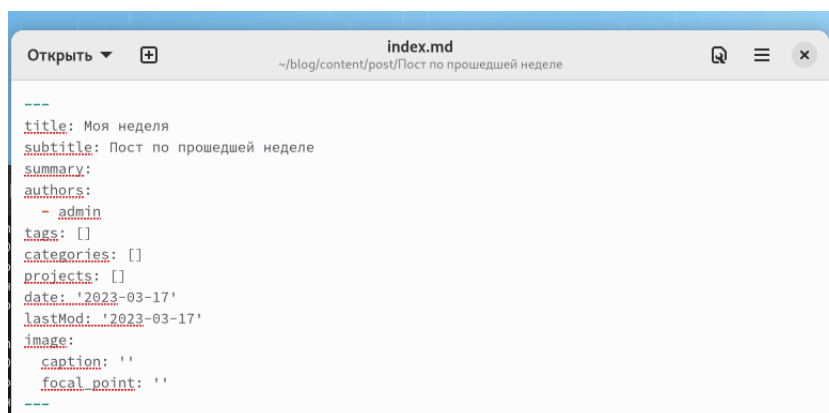 Открыть
index.md
~/blog/content/post/Пост по прошедшей неделе
---
title: Моя неделя
subtitle: Пост по прошедшей неделе
summary:
authors:
  - admin
tags: []
categories: []
projects: []
date: '2023-03-17'
lastMod: '2023-03-17'
image:
  caption: ''
  focal_point: ''
---